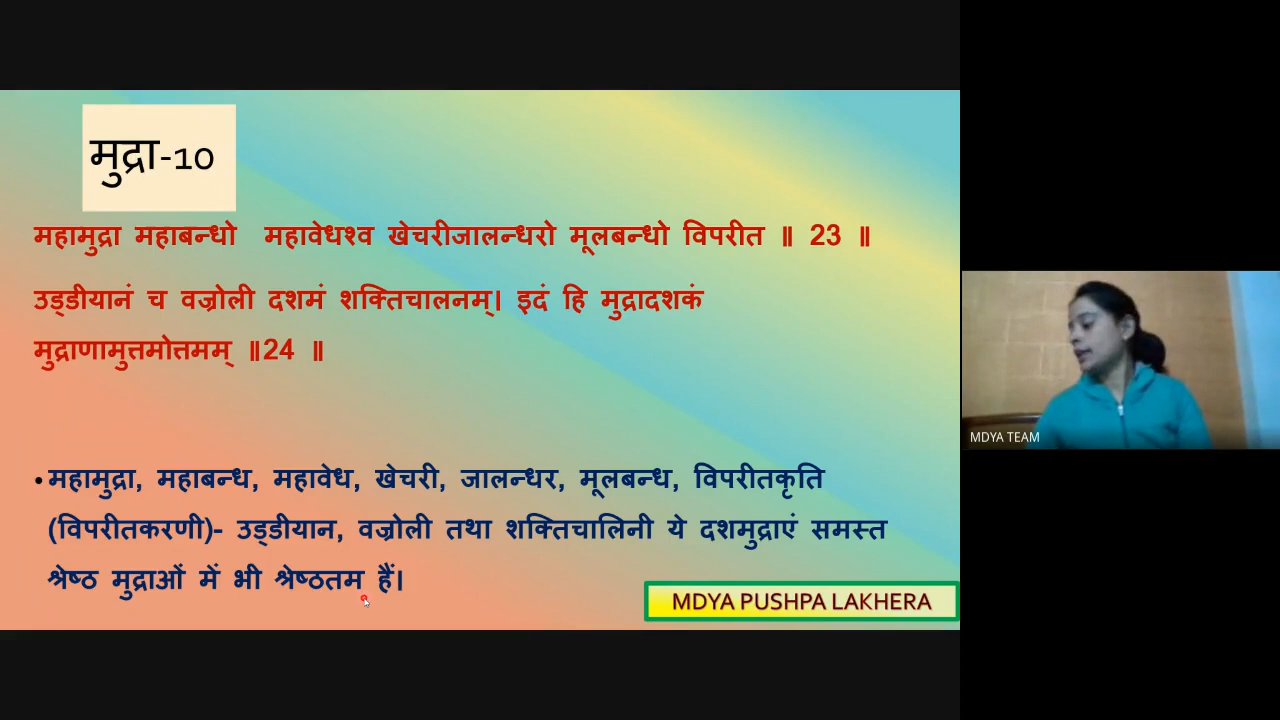 मुद्रा-10
महामुद्रा महाबन्धो महावेधश्व खेचरीजालन्धरो मूलबन्धो विपरीत ॥ 23 ॥
उड्डीयानं च वज्रोली दशमं शक्तिचालनम्। इदं हि मुद्रादशकं
मुद्राणामुत्तमोत्तमम् ॥24 ॥
•महामुद्रा, महाबन्ध, महावेध, खेचरी, जालन्धर, मूलबन्ध, विपरीतकृति
(विपरीतकरणी)- उड्डीयान, वज्रोली तथा शक्तिचालिनी ये दशमुद्राएं समस्त
श्रेष्ठ मुद्राओं में भी श्रेष्ठतम हैं।
MDYA PUSHPA LAKHERA
MDYA TEAM